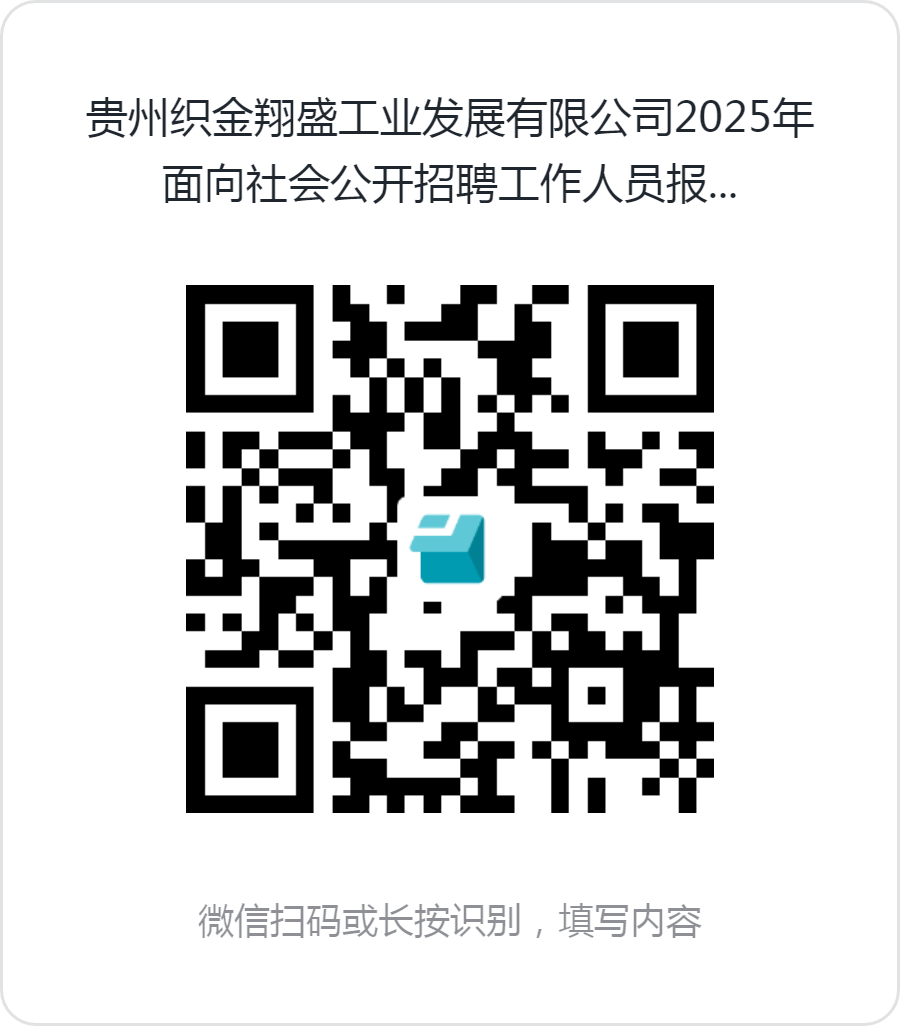 贵州织金翔盛工业发展有限公司2025年
面向社会公开招聘工作人员报...
微信扫码或长按识别，填写内容